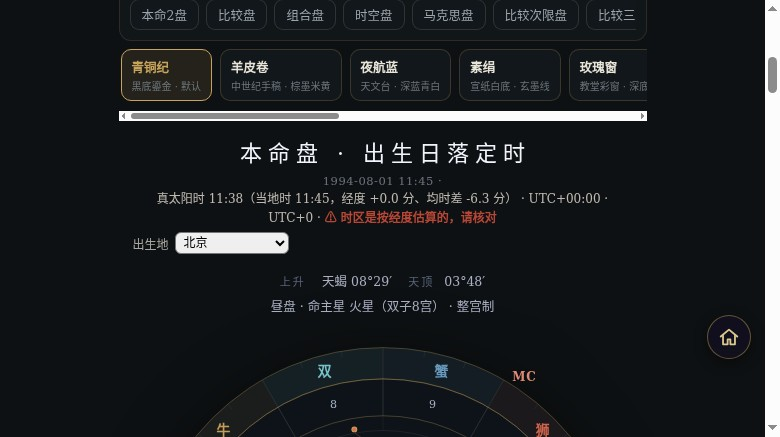 本命2盘 比较盘 组合盘 时空盘 马克思盘 比较次限盘 比较三
青铜纪 羊皮卷 夜航蓝 素绢 玫瑰窗
黑底鎏金 · 默认 中世纪手稿 · 棕墨米黄 天文台 · 深蓝青白 宣纸白底 · 玄墨线 教堂彩窗 · 深底
本命盘 · 出生日落定时
1994-08-01 11:45 ·
真太阳时 11:38（当地时 11:45，经度 +0.0 分、均时差 -6.3 分） · UTC+00:00 ·
UTC+0 · ⚠ 时区是按经度估算的，请核对
出生地 北京
上升 天蝎 08°29′ 天顶 03°48′
昼盘 · 命主星 火星（双子8宫） · 整宫制
双 蟹 MC
8 9
牛 狮